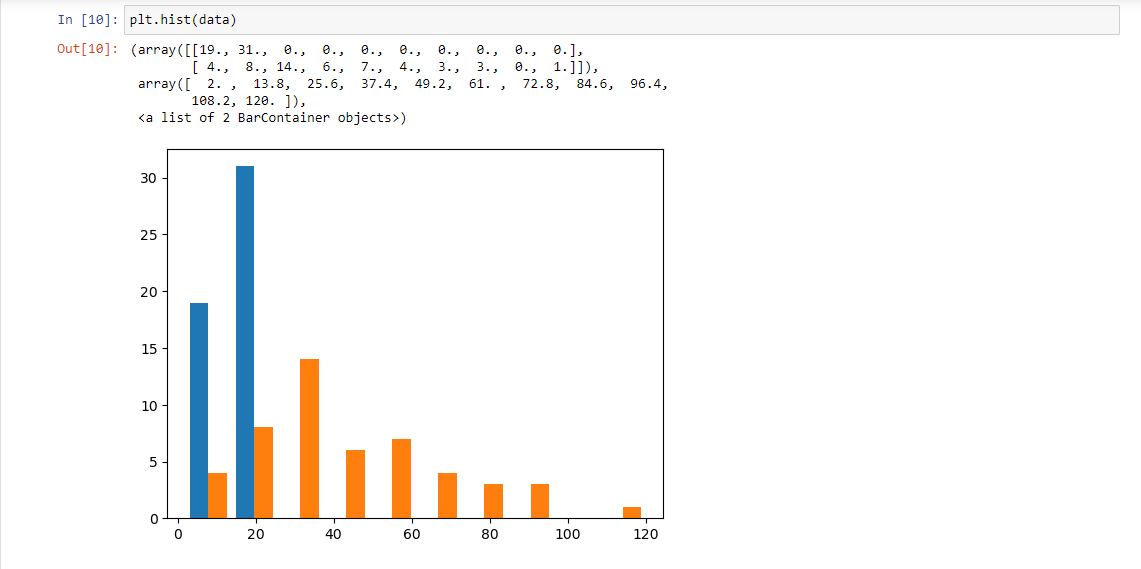 In [10]: plt.hist(data)
Out[10]: (array([[19., 31., 0., 0., 0., 0., 0., 0., 0., 0.],
[ 4., 8., 14., 6., 7., 4., 3., 3., 0., 1.]]),
array([ 2. , 13.8, 25.6, 37.4, 49.2, 61. , 72.8, 84.6, 96.4,
108.2, 120. ]),
<a list of 2 BarContainer objects>)
30
25
20
15
10
5
0
0 20 40 60 80 100 120